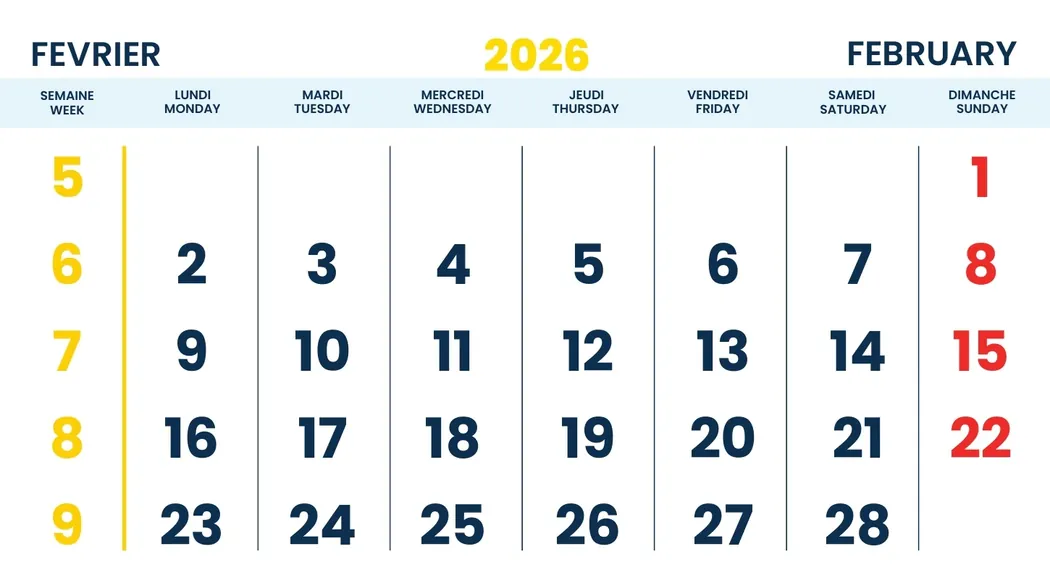 FEVRIER 2026 FEBRUARY
SEMAINE LUNDI MARDI MERCREDI JEUDI VENDREDI SAMEDI DIMANCHE
WEEK MONDAY TUESDAY WEDNESDAY THURSDAY FRIDAY SATURDAY SUNDAY
5 1
6 2 3 4 5 6 7 8
7 9 10 11 12 13 14 15
8 16 17 18 19 20 21 22
9 23 24 25 26 27 28